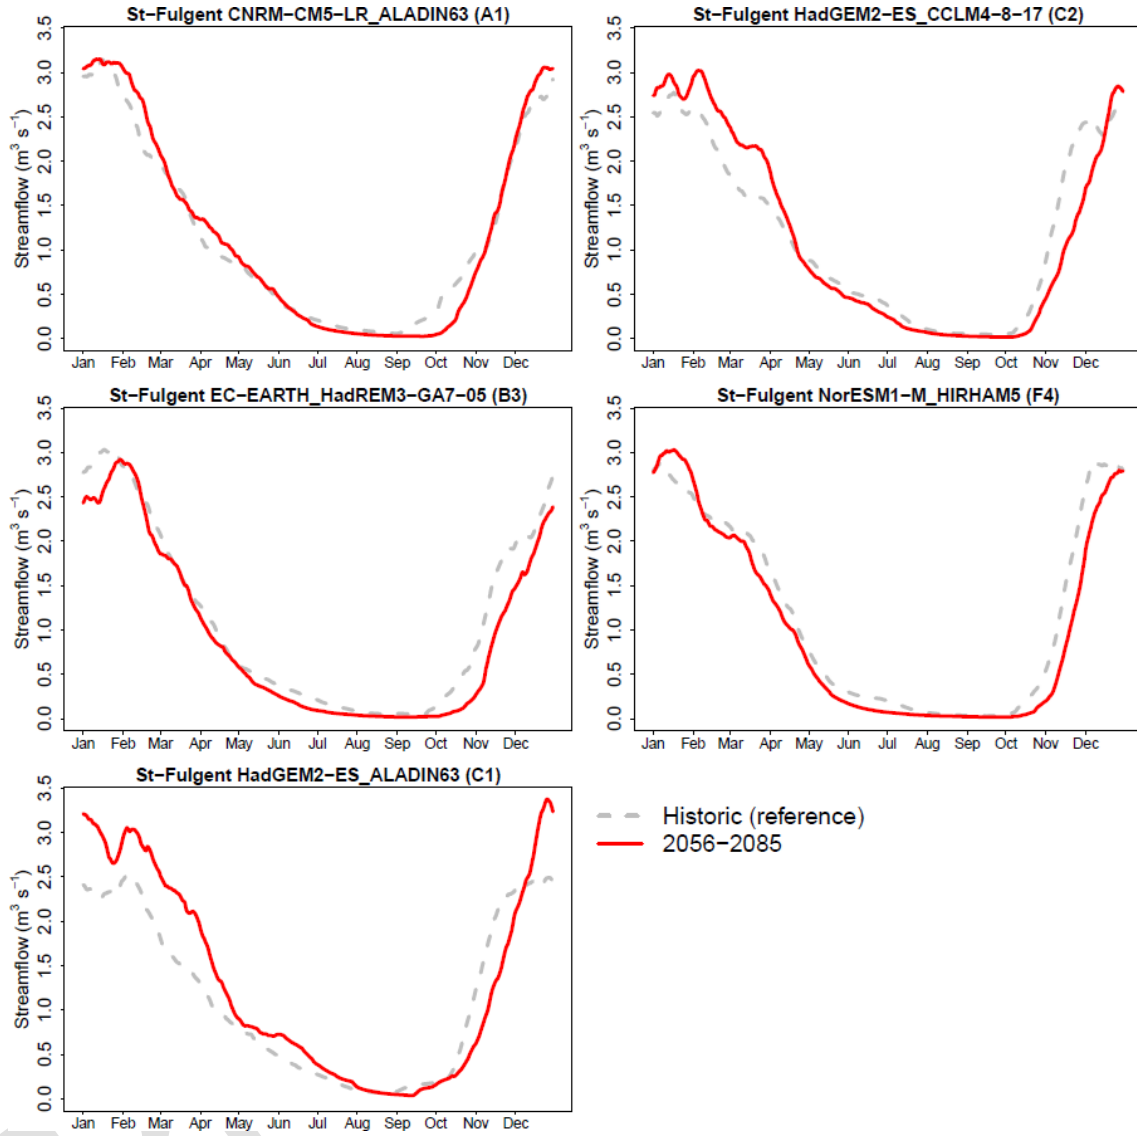 St−Fulgent CNRM−CM5−LR_ALADIN63 (A1)
Streamflow (m³ s⁻¹)
3.5
3.0
2.5
2.0
1.5
1.0
0.5
0.0
Jan Feb Mar Apr May Jun Jul Aug Sep Oct Nov Dec
St−Fulgent HadGEM2−ES_CCLM4−8−17 (C2)
Streamflow (m³ s⁻¹)
3.5
3.0
2.5
2.0
1.5
1.0
0.5
0.0
Jan Feb Mar Apr May Jun Jul Aug Sep Oct Nov Dec
St−Fulgent EC−EARTH_HadREM3−GA7−05 (B3)
Streamflow (m³ s⁻¹)
3.5
3.0
2.5
2.0
1.5
1.0
0.5
0.0
Jan Feb Mar Apr May Jun Jul Aug Sep Oct Nov Dec
St−Fulgent NorESM1−M_HIRHAM5 (F4)
Streamflow (m³ s⁻¹)
3.5
3.0
2.5
2.0
1.5
1.0
0.5
0.0
Jan Feb Mar Apr May Jun Jul Aug Sep Oct Nov Dec
St−Fulgent HadGEM2−ES_ALADIN63 (C1)
Streamflow (m³ s⁻¹)
3.5
3.0
2.5
2.0
1.5
1.0
0.5
0.0
Jan Feb Mar Apr May Jun Jul Aug Sep Oct Nov Dec
Historic (reference)
2056−2085